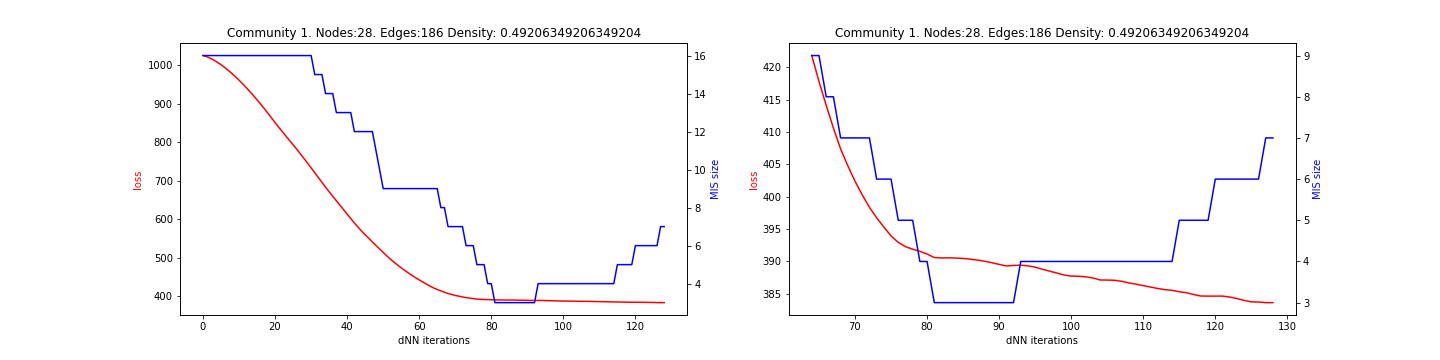 Community 1. Nodes:28. Edges:186 Density: 0.49206349206349204
1000
900
800
700
600
500
400
loss
16
14
12
10
8
6
4
MIS size
0 20 40 60 80 100 120
dNN iterations
Community 1. Nodes:28. Edges:186 Density: 0.49206349206349204
420
415
410
405
400
395
390
385
loss
9
8
7
6
5
4
3
MIS size
70 80 90 100 110 120 130
dNN iterations